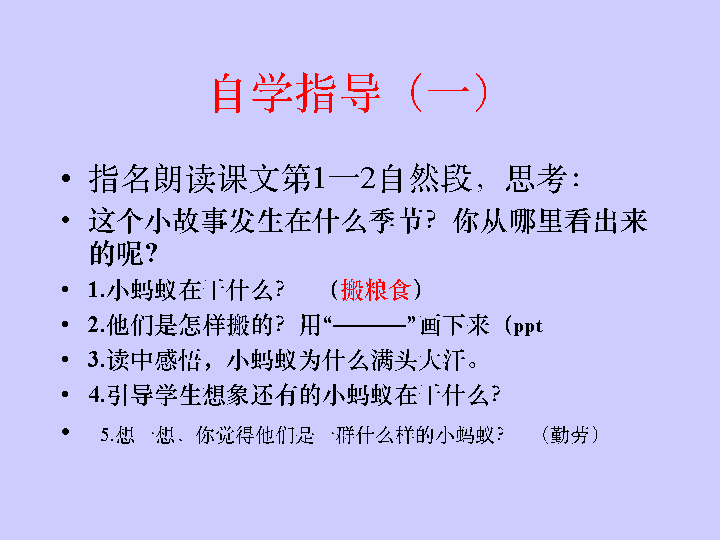 自学指导（一）
• 指名朗读课文第1—2自然段，思考：
• 这个小故事发生在什么季节？你从哪里看出来
的呢？
• 1.小蚂蚁在干什么？　（搬粮食）
• 2.他们是怎样搬的？用“———”画下来（ppt
• 3.读中感悟，小蚂蚁为什么满头大汗。
• 4.引导学生想象还有的小蚂蚁在干什么？
• 5.想一想、你觉得他们是一群什么样的小蚂蚁？　（勤劳）